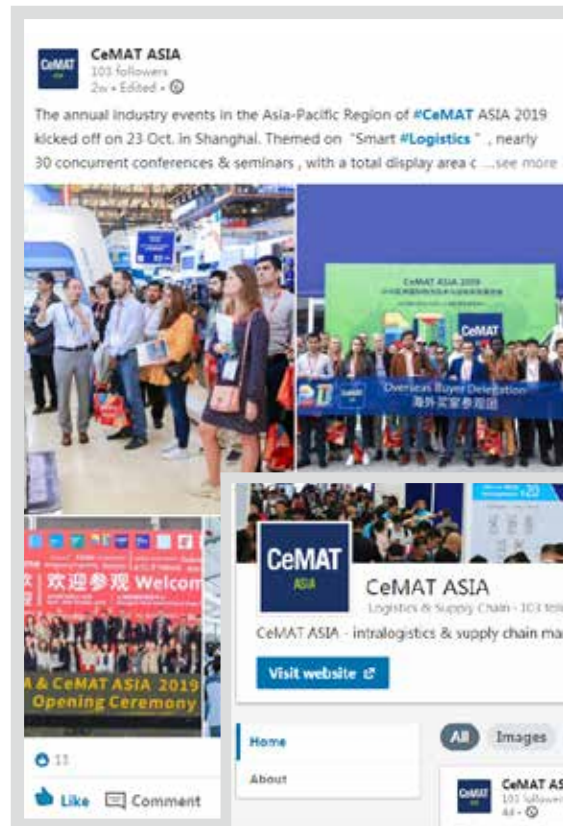 CeMAT
ASIA
CeMAT ASIA
103 followers
2w • Edited •
The annual industry events in the Asia-Pacific Region of #CeMAT ASIA 2019
kicked off on 23 Oct. in Shanghai. Themed on "Smart #Logistics " , nearly
30 concurrent conferences & seminars , with a total display area c ...see more
CeMAT ASIA 2019
CeMAT
Overseas Buyer Delegation
海外买家参观团
欢迎参观 Welcom
A & CeMAT ASIA 2019
Opening Ceremony
13
Like
Comment
CeMAT
ASIA
CeMAT ASIA
Logistics & Supply Chain · 103 foll
CeMAT ASIA - intralogistics & supply chain ma
Visit website
Home
About
All
Images
CeMAT
CeMAT AS
103 follower
4d •